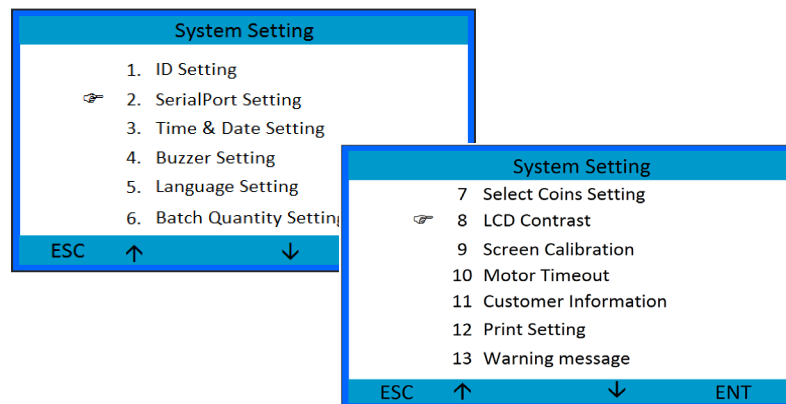 System Setting
1. ID Setting
☞ 2. SerialPort Setting
3. Time & Date Setting
4. Buzzer Setting
5. Language Setting
6. Batch Quantity Setting
ESC ↑ ↓
System Setting
7 Select Coins Setting
☞ 8 LCD Contrast
9 Screen Calibration
10 Motor Timeout
11 Customer Information
12 Print Setting
13 Warning message
ESC ↑ ↓ ENT